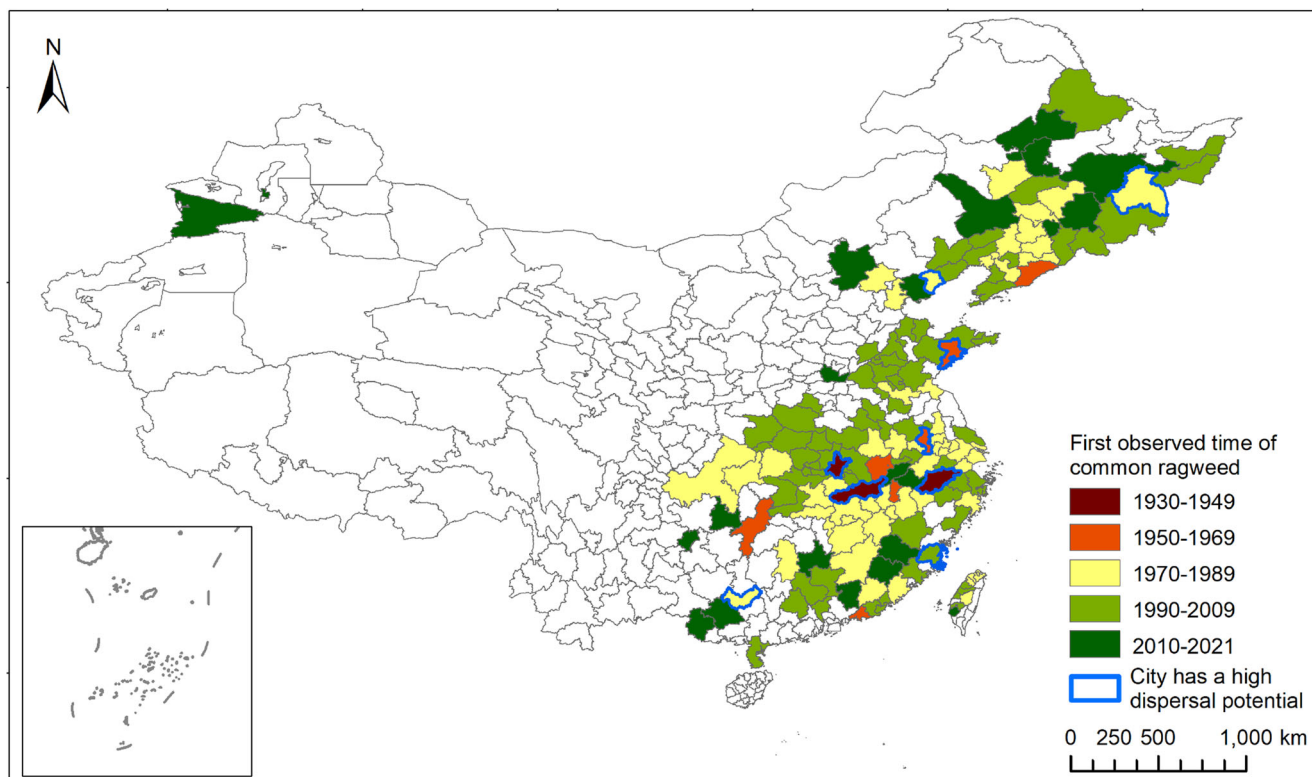 N
First observed time of
common ragweed
1930-1949
1950-1969
1970-1989
1990-2009
2010-2021
City has a high
dispersal potential
0 250 500 1,000 km